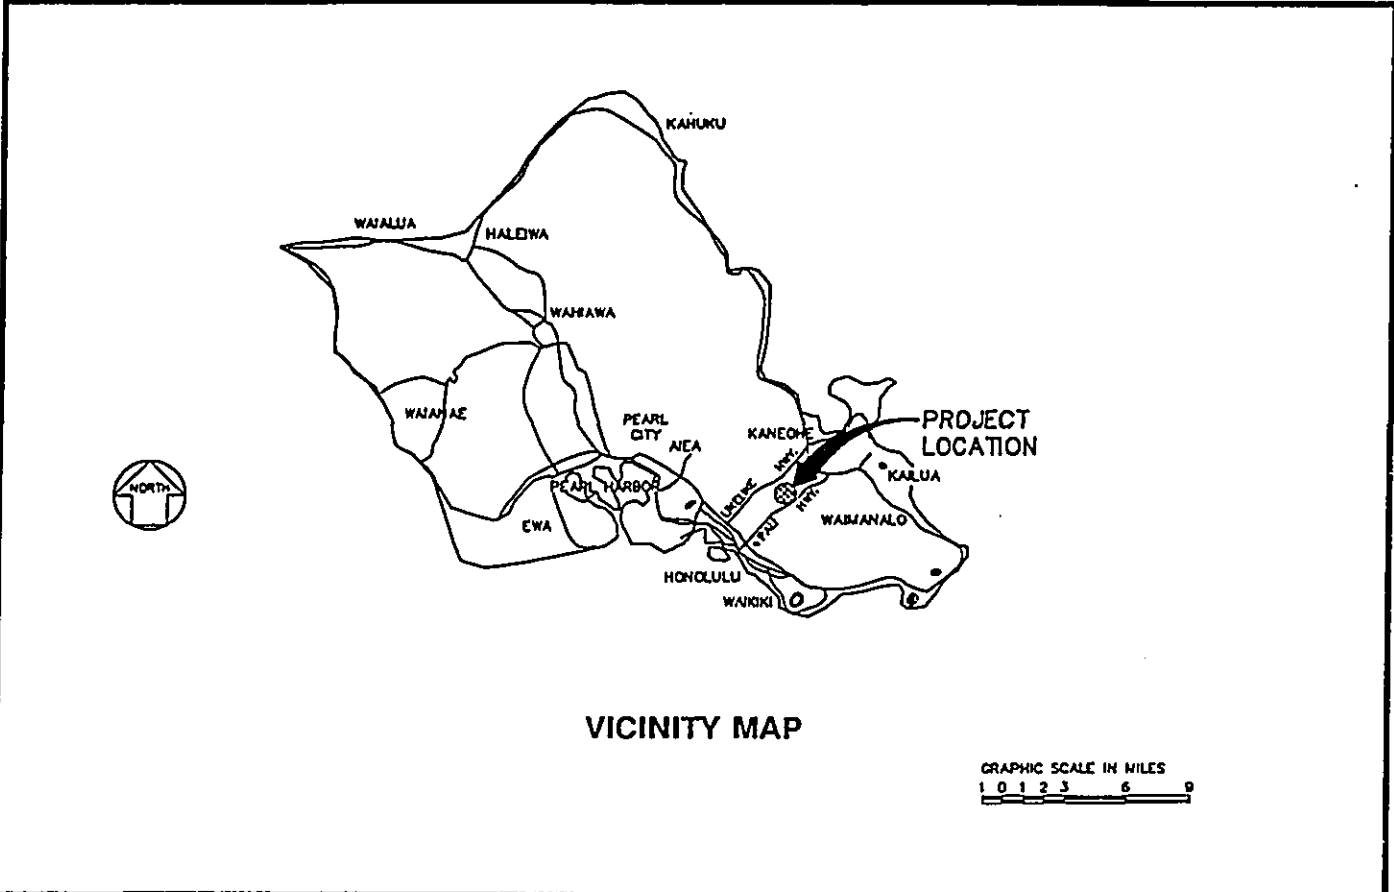 KAHUKU
WAIALUA
HALEIWA
WAHIAWA
WAIANAE
PEARL
CITY
AIEA
KANEOHE
PROJECT
LOCATION
KAILUA
NORTH
PEARL HARBOR
LIKELIKE HWY.
PALI HWY.
EWA
WAIMANALO
HONOLULU
WAIKIKI
VICINITY MAP
GRAPHIC SCALE IN MILES
1 0 1 2 3 6 9